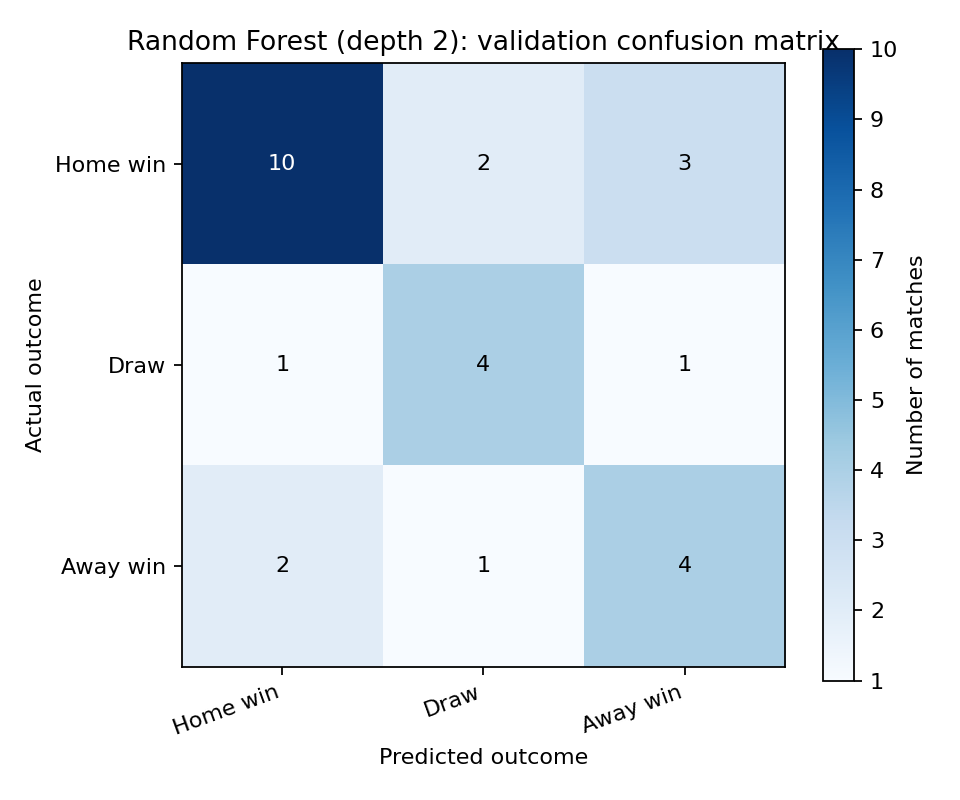 Random Forest (depth 2): validation confusion matrix
10
9
8
7
6
5
4
3
2
1
Number of matches
Actual outcome
Home win
10
2
3
Draw
1
4
1
Away win
2
1
4
Home win
Draw
Away win
Predicted outcome